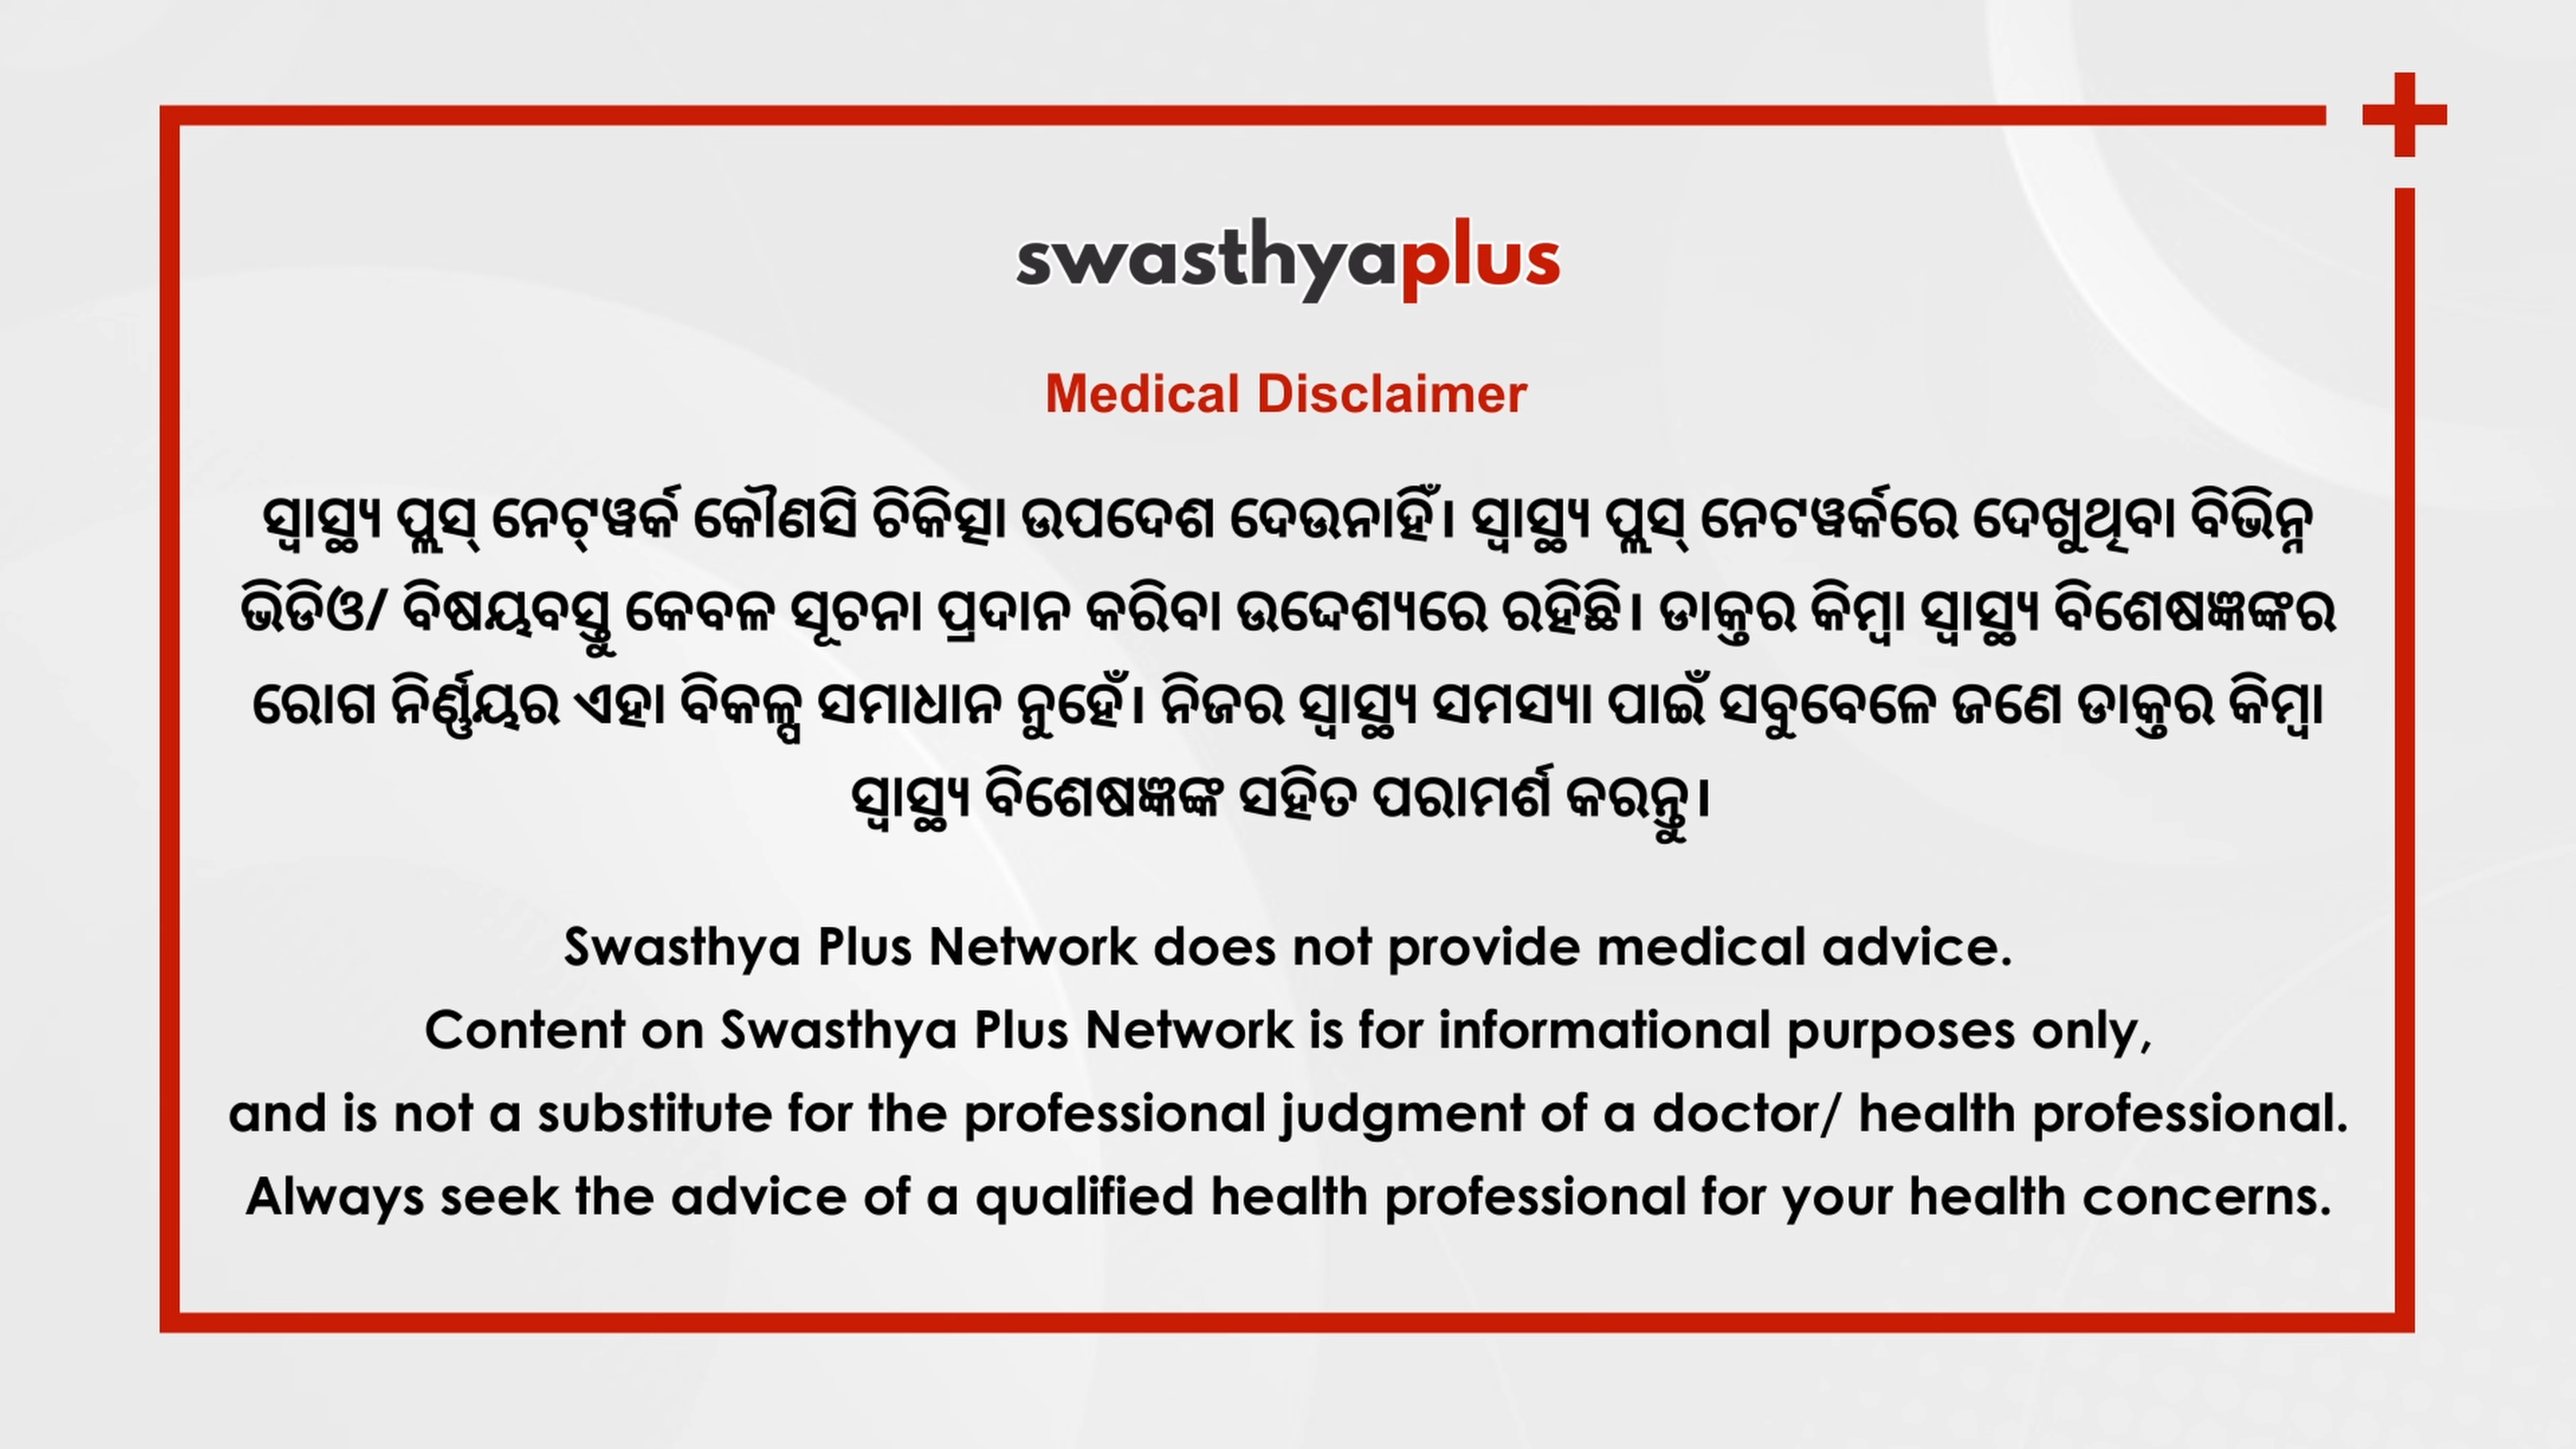 swasthyaplus
Medical Disclaimer
ସ୍ୱାସ୍ଥ୍ୟ ପ୍ଲସ୍ ନେଟ୍‌ୱର୍କ କୌଣସି ଚିକିତ୍ସା ଉପଦେଶ ଦେଉନାହିଁ। ସ୍ୱାସ୍ଥ୍ୟ ପ୍ଲସ୍ ନେଟୱର୍କରେ ଦେଖୁଥିବା ବିଭିନ୍ନ
ଭିଡିଓ/ ବିଷୟବସ୍ତୁ କେବଳ ସୂଚନା ପ୍ରଦାନ କରିବା ଉଦ୍ଦେଶ୍ୟରେ ରହିଛି। ଡାକ୍ତର କିମ୍ବା ସ୍ୱାସ୍ଥ୍ୟ ବିଶେଷଜ୍ଞଙ୍କର
ରୋଗ ନିର୍ଣ୍ଣୟର ଏହା ବିକଳ୍ପ ସମାଧାନ ନୁହେଁ। ନିଜର ସ୍ୱାସ୍ଥ୍ୟ ସମସ୍ୟା ପାଇଁ ସବୁବେଳେ ଜଣେ ଡାକ୍ତର କିମ୍ବା
ସ୍ୱାସ୍ଥ୍ୟ ବିଶେଷଜ୍ଞଙ୍କ ସହିତ ପରାମର୍ଶ କରନ୍ତୁ।
Swasthya Plus Network does not provide medical advice.
Content on Swasthya Plus Network is for informational purposes only,
and is not a substitute for the professional judgment of a doctor/ health professional.
Always seek the advice of a qualified health professional for your health concerns.